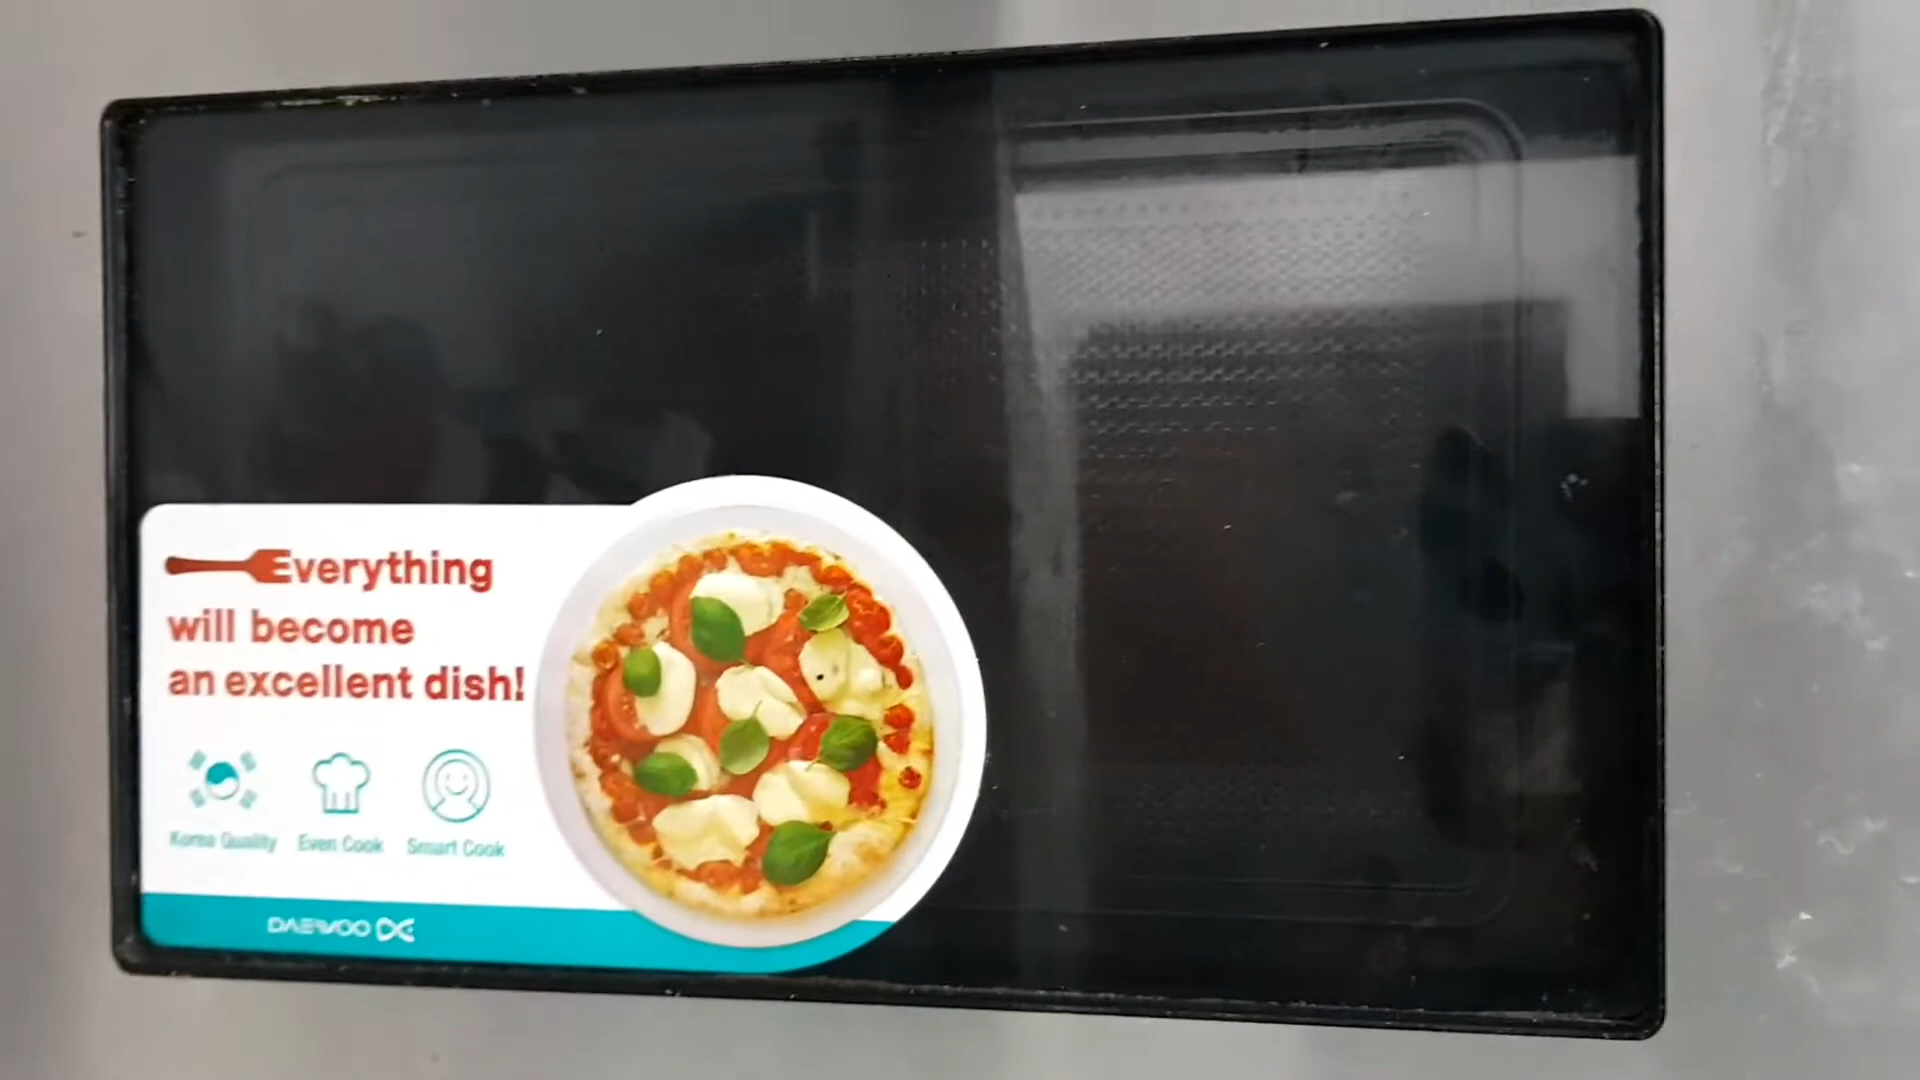 Everything
will become
an excellent dish!
Korea Quality
Even Cook
Smart Cook
DAEWOO